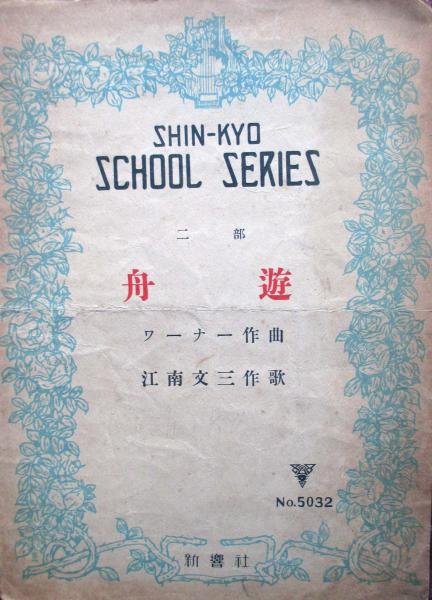 SHIN-KYO
SCHOOL SERIES
二部
舟遊
ワーナー作曲
江南文三作歌
No.5032
新響社